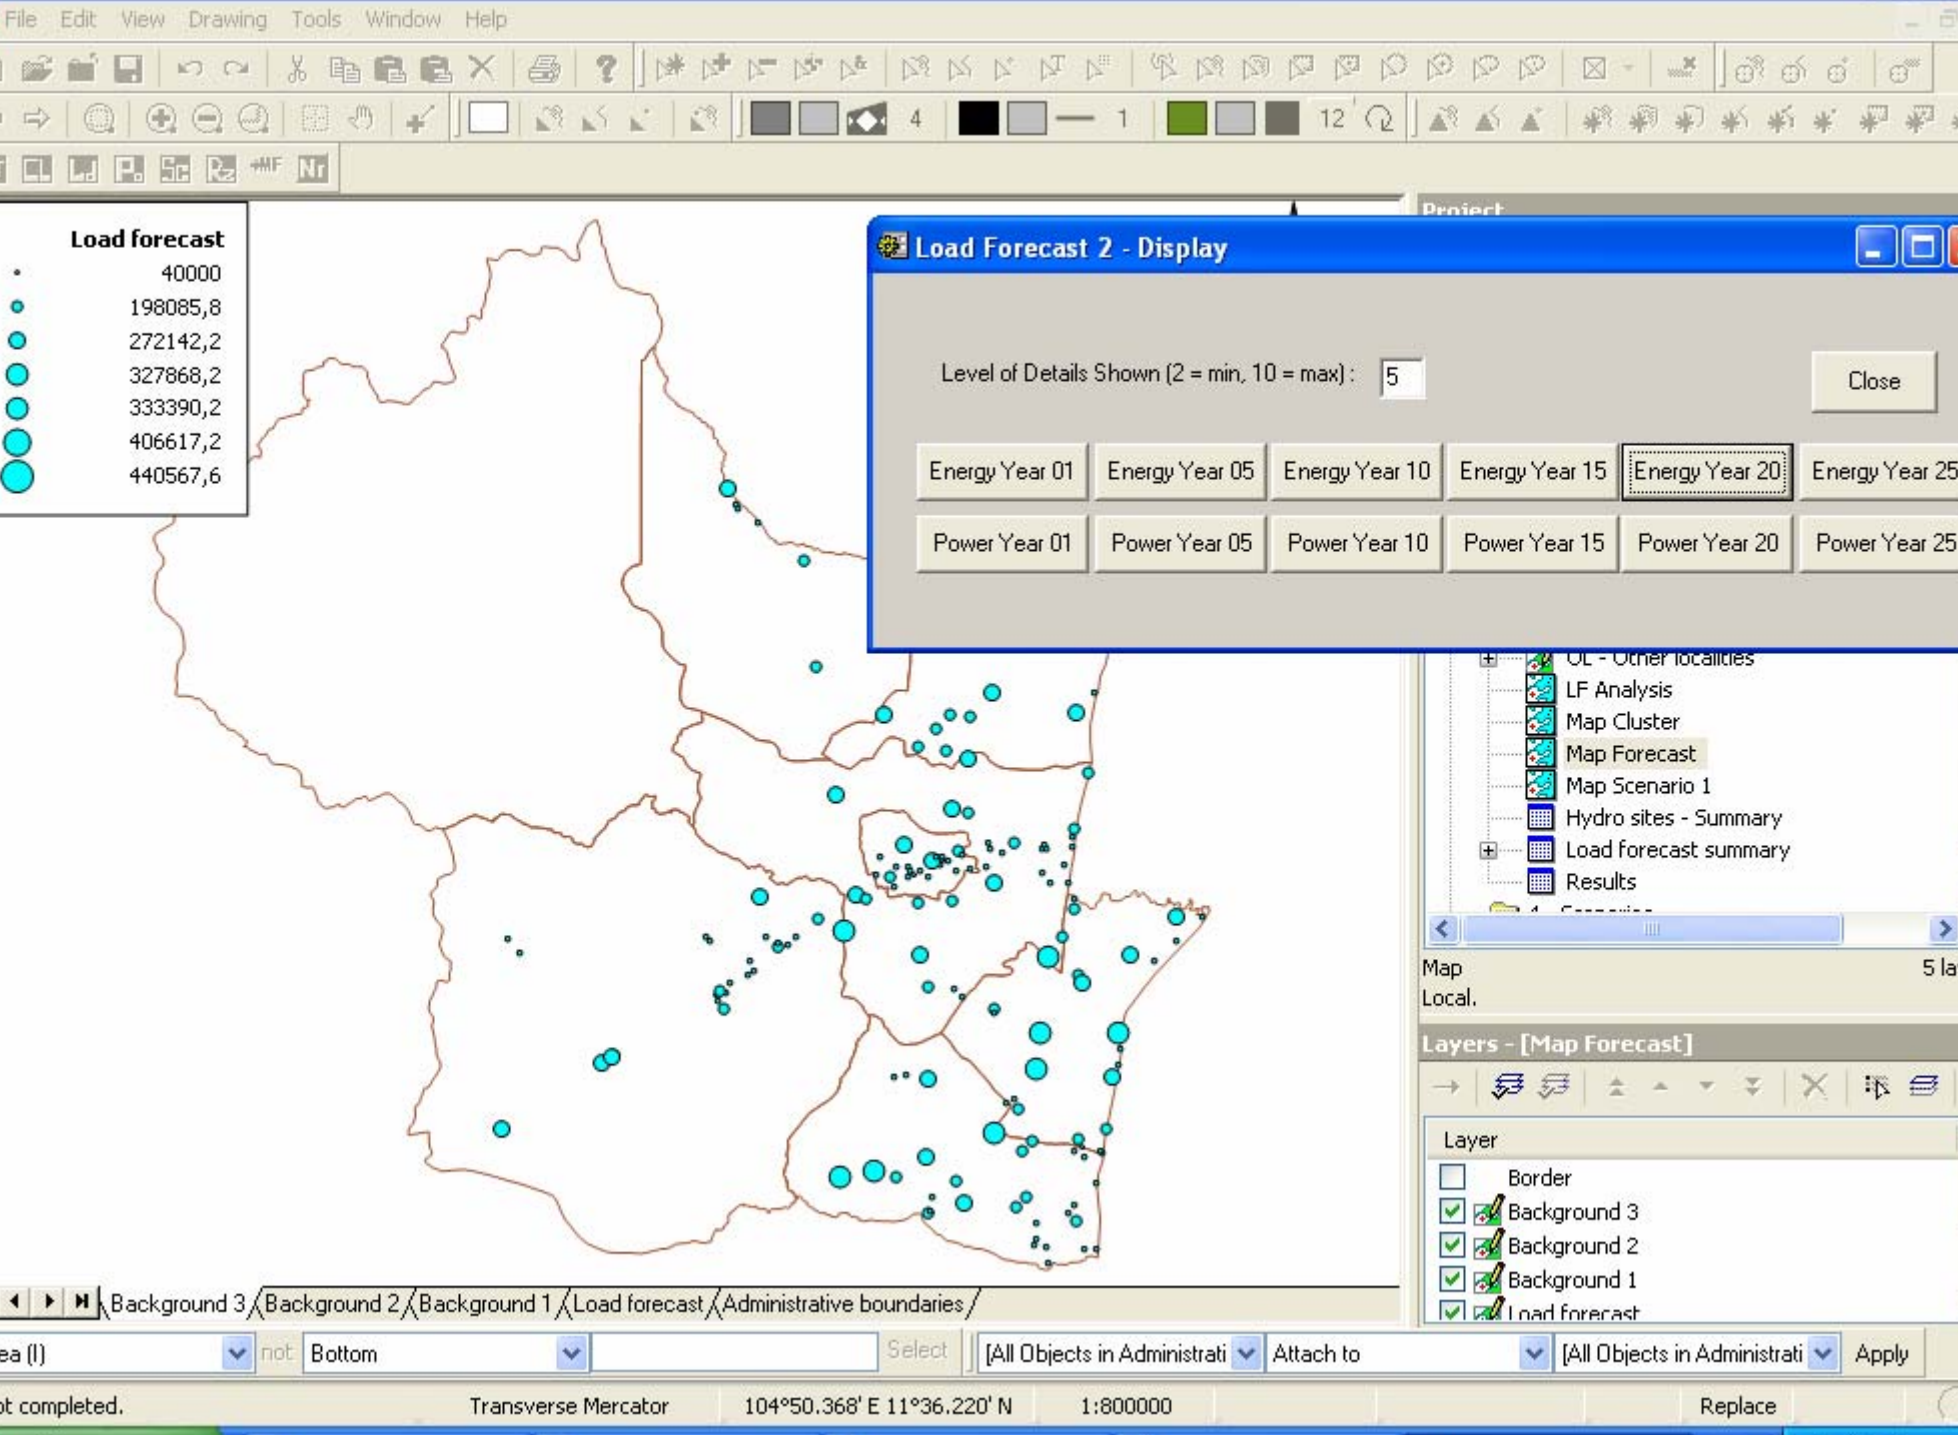 File Edit View Drawing Tools Window Help
4 1 12
CL Ld P. Sc Rz +MF Nr
Load forecast
40000
198085,8
272142,2
327868,2
333390,2
406617,2
440567,6
Project
Load Forecast 2 - Display
Level of Details Shown (2 = min, 10 = max) : 5
Close
Energy Year 01 Energy Year 05 Energy Year 10 Energy Year 15 Energy Year 20 Energy Year 25
Power Year 01 Power Year 05 Power Year 10 Power Year 15 Power Year 20 Power Year 25
OL - Other localities
LF Analysis
Map Cluster
Map Forecast
Map Scenario 1
Hydro sites - Summary
Load forecast summary
Results
Map 5 la
Local.
Layers - [Map Forecast]
Layer
Border
Background 3
Background 2
Background 1
Load forecast
Background 3 Background 2 Background 1 Load forecast Administrative boundaries
ea (I) not Bottom Select [All Objects in Administrati Attach to [All Objects in Administrati Apply
ot completed. Transverse Mercator 104°50.368' E 11°36.220' N 1:800000 Replace